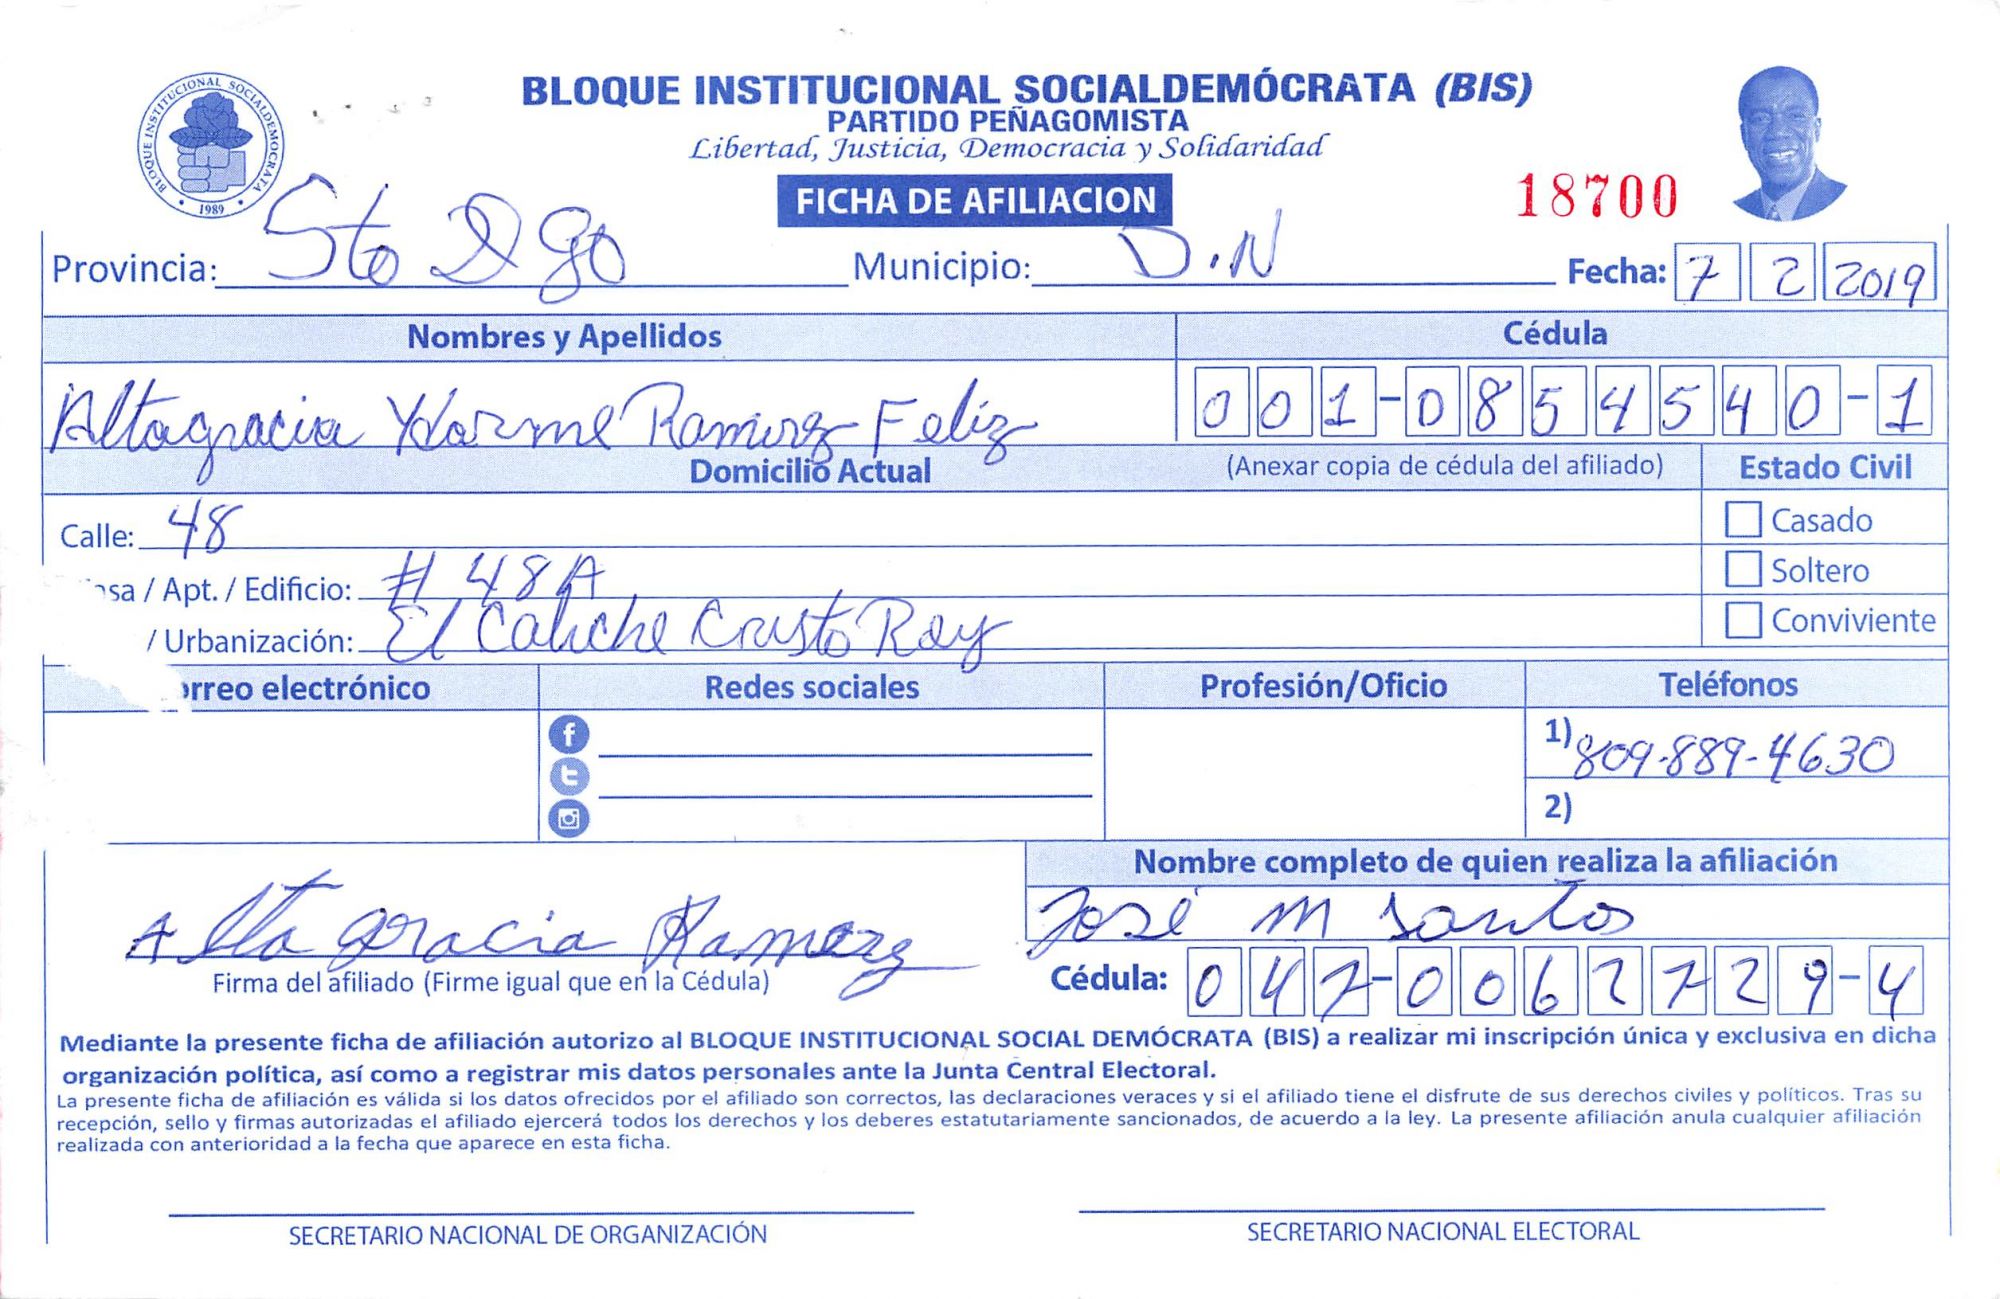 BLOQUE INSTITUCIONAL SOCIALDEMÓCRATA (BIS)
PARTIDO PEÑAGOMISTA
Libertad, Justicia, Democracia y Solidaridad
BLOQUE INSTITUCIONAL SOCIALDEMOCRATA
1989
FICHA DE AFILIACION
18700
Provincia: Sto Dgo Municipio: D.N Fecha: 7 2 2019
Nombres y Apellidos Cédula
Altagracia Ramirez Feliz 001-0854540-1
Domicilio Actual (Anexar copia de cédula del afiliado) Estado Civil
Calle: 48 Casado
asa / Apt. / Edificio: # 48A Soltero
/ Urbanización: El Caliche Cristo Rey Conviviente
orreo electrónico Redes sociales Profesión/Oficio Teléfonos
1) 809-889-4630
2)
Nombre completo de quien realiza la afiliación
Altagracia Ramirez José M Santos
Firma del afiliado (Firme igual que en la Cédula) Cédula: 047-0062729-4
Mediante la presente ficha de afiliación autorizo al BLOQUE INSTITUCIONAL SOCIAL DEMÓCRATA (BIS) a realizar mi inscripción única y exclusiva en dicha
organización política, así como a registrar mis datos personales ante la Junta Central Electoral.
La presente ficha de afiliación es válida si los datos ofrecidos por el afiliado son correctos, las declaraciones veraces y si el afiliado tiene el disfrute de sus derechos civiles y políticos. Tras su
recepción, sello y firmas autorizadas el afiliado ejercerá todos los derechos y los deberes estatutariamente sancionados, de acuerdo a la ley. La presente afiliación anula cualquier afiliación
realizada con anterioridad a la fecha que aparece en esta ficha.
SECRETARIO NACIONAL DE ORGANIZACIÓN SECRETARIO NACIONAL ELECTORAL